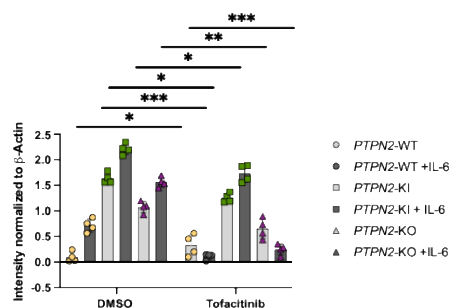 ***
**
*
*
***
*
Intensity normalized to β-Actin
2.5
2.0
1.5
1.0
0.5
0.0
-0.5
DMSO
Tofacitinib
PTPN2-WT
PTPN2-WT +IL-6
PTPN2-KI
PTPN2-KI + IL-6
PTPN2-KO
PTPN2-KO +IL-6